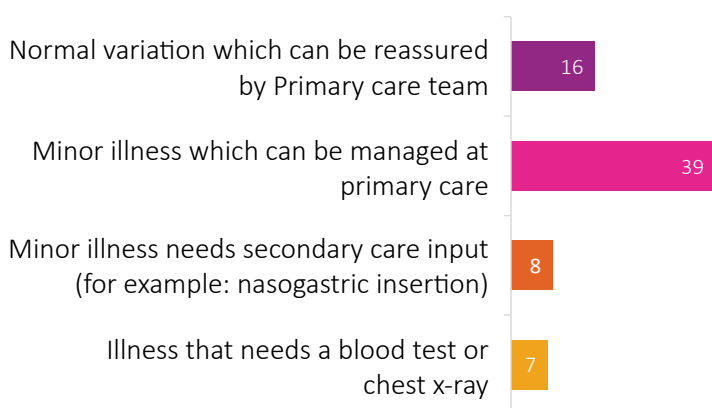 Normal variation which can be reassured
by Primary care team
16
Minor illness which can be managed at
primary care
39
Minor illness needs secondary care input
(for example: nasogastric insertion)
8
Illness that needs a blood test or
chest x-ray
7